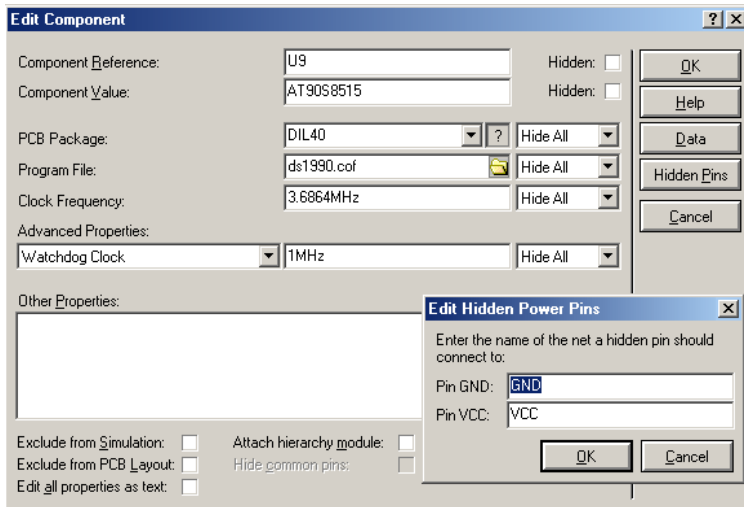 Edit Component
Component Reference: U9 Hidden: OK
Component Value: AT90S8515 Hidden: Help
PCB Package: DIL40 ? Hide All Data
Program File: ds1990.cof Hide All Hidden Pins
Clock Frequency: 3.6864MHz Hide All Cancel
Advanced Properties:
Watchdog Clock 1MHz Hide All
Other Properties:
Edit Hidden Power Pins
Enter the name of the net a hidden pin should
connect to:
Pin GND: GND
Pin VCC: VCC
OK Cancel
Exclude from Simulation: Attach hierarchy module:
Exclude from PCB Layout: Hide common pins:
Edit all properties as text: